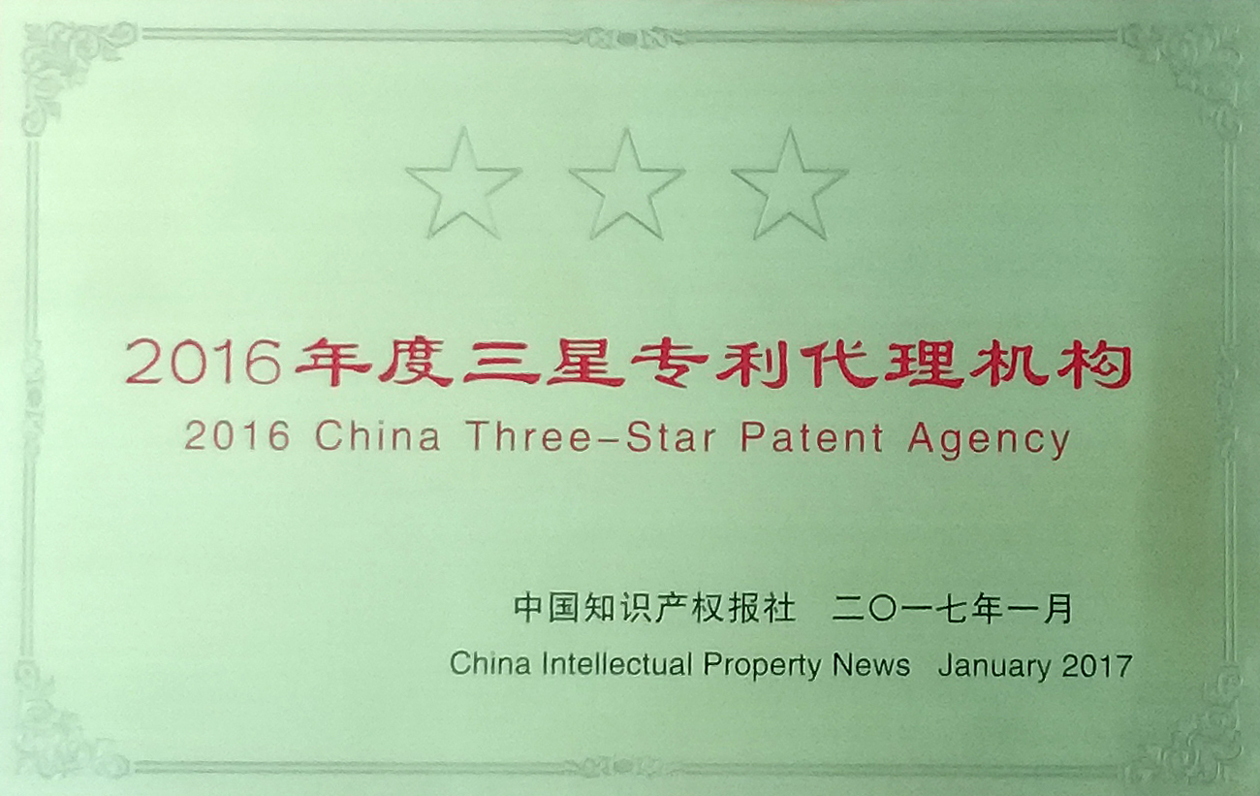 2016年度三星专利代理机构
2016 China Three-Star Patent Agency
中国知识产权报社 二〇一七年一月
China Intellectual Property News January 2017